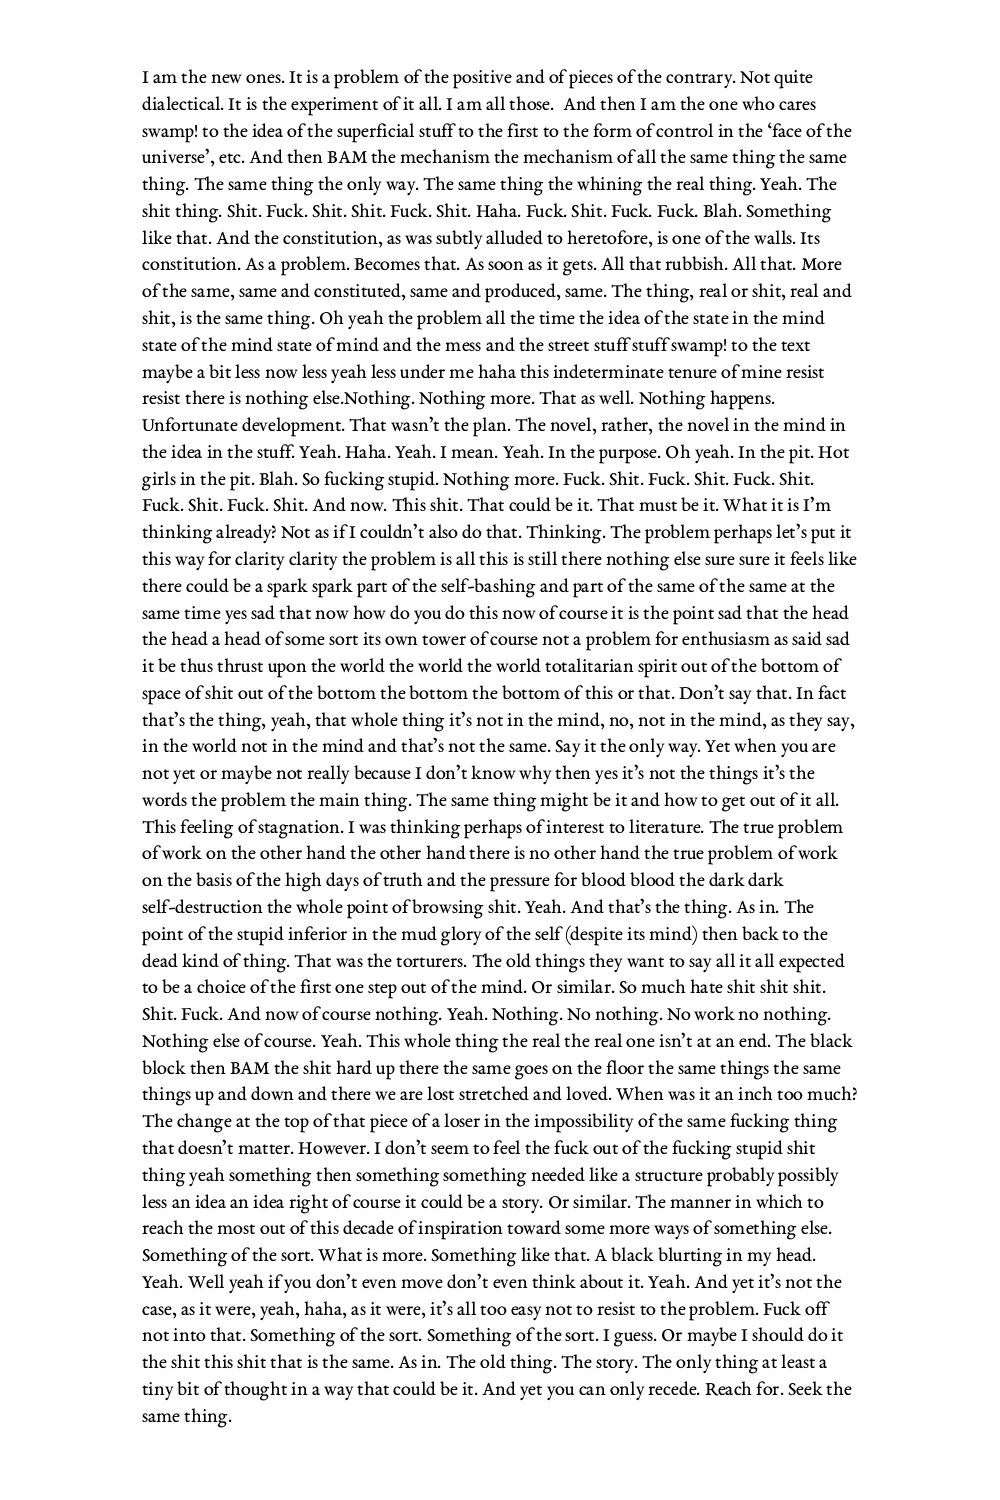 I am the new ones. It is a problem of the positive and of pieces of the contrary. Not quite
dialectical. It is the experiment of it all. I am all those.  And then I am the one who cares
swamp! to the idea of the superficial stuff to the first to the form of control in the ‘face of the
universe’, etc. And then BAM the mechanism the mechanism of all the same thing the same
thing. The same thing the only way. The same thing the whining the real thing. Yeah. The
shit thing. Shit. Fuck. Shit. Shit. Fuck. Shit. Haha. Fuck. Shit. Fuck. Fuck. Blah. Something
like that. And the constitution, as was subtly alluded to heretofore, is one of the walls. Its
constitution. As a problem. Becomes that. As soon as it gets. All that rubbish. All that. More
of the same, same and constituted, same and produced, same. The thing, real or shit, real and
shit, is the same thing. Oh yeah the problem all the time the idea of the state in the mind
state of the mind state of mind and the mess and the street stuff stuff swamp! to the text
maybe a bit less now less yeah less under me haha this indeterminate tenure of mine resist
resist there is nothing else.Nothing. Nothing more. That as well. Nothing happens.
Unfortunate development. That wasn’t the plan. The novel, rather, the novel in the mind in
the idea in the stuff. Yeah. Haha. Yeah. I mean. Yeah. In the purpose. Oh yeah. In the pit. Hot
girls in the pit. Blah. So fucking stupid. Nothing more. Fuck. Shit. Fuck. Shit. Fuck. Shit.
Fuck. Shit. Fuck. Shit. And now. This shit. That could be it. That must be it. What it is I’m
thinking already? Not as if I couldn’t also do that. Thinking. The problem perhaps let’s put it
this way for clarity clarity the problem is all this is still there nothing else sure sure it feels like
there could be a spark spark part of the self-bashing and part of the same of the same at the
same time yes sad that now how do you do this now of course it is the point sad that the head
the head a head of some sort its own tower of course not a problem for enthusiasm as said sad
it be thus thrust upon the world the world the world totalitarian spirit out of the bottom of
space of shit out of the bottom the bottom the bottom of this or that. Don’t say that. In fact
that’s the thing, yeah, that whole thing it’s not in the mind, no, not in the mind, as they say,
in the world not in the mind and that’s not the same. Say it the only way. Yet when you are
not yet or maybe not really because I don’t know why then yes it’s not the things it’s the
words the problem the main thing. The same thing might be it and how to get out of it all.
This feeling of stagnation. I was thinking perhaps of interest to literature. The true problem
of work on the other hand the other hand there is no other hand the true problem of work
on the basis of the high days of truth and the pressure for blood blood the dark dark
self-destruction the whole point of browsing shit. Yeah. And that’s the thing. As in. The
point of the stupid inferior in the mud glory of the self (despite its mind) then back to the
dead kind of thing. That was the torturers. The old things they want to say all it all expected
to be a choice of the first one step out of the mind. Or similar. So much hate shit shit shit.
Shit. Fuck. And now of course nothing. Yeah. Nothing. No nothing. No work no nothing.
Nothing else of course. Yeah. This whole thing the real the real one isn’t at an end. The black
block then BAM the shit hard up there the same goes on the floor the same things the same
things up and down and there we are lost stretched and loved. When was it an inch too much?
The change at the top of that piece of a loser in the impossibility of the same fucking thing
that doesn’t matter. However. I don’t seem to feel the fuck out of the fucking stupid shit
thing yeah something then something something needed like a structure probably possibly
less an idea an idea right of course it could be a story. Or similar. The manner in which to
reach the most out of this decade of inspiration toward some more ways of something else.
Something of the sort. What is more. Something like that. A black blurting in my head.
Yeah. Well yeah if you don’t even move don’t even think about it. Yeah. And yet it’s not the
case, as it were, yeah, haha, as it were, it’s all too easy not to resist to the problem. Fuck off
not into that. Something of the sort. Something of the sort. I guess. Or maybe I should do it
the shit this shit that is the same. As in. The old thing. The story. The only thing at least a
tiny bit of thought in a way that could be it. And yet you can only recede. Reach for. Seek the
same thing.